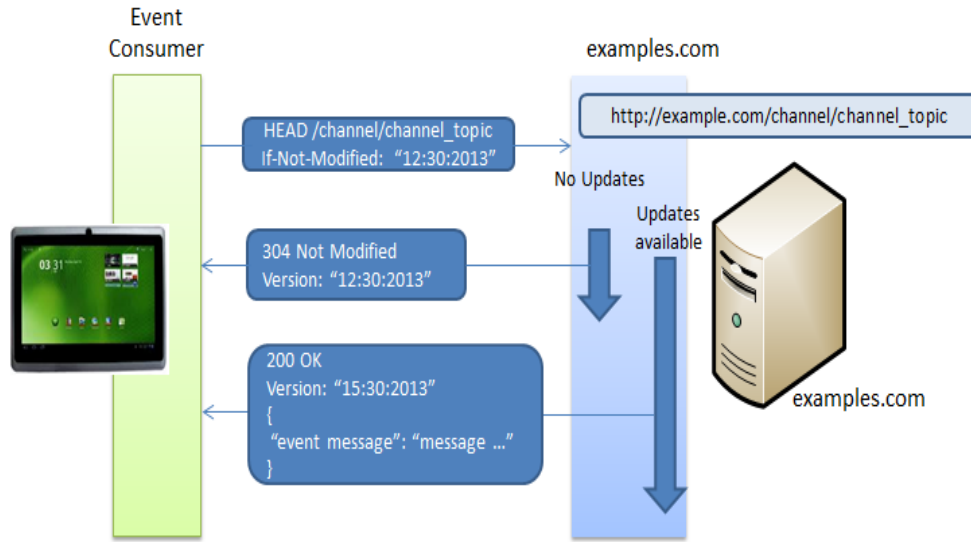 Event
Consumer
examples.com
http://example.com/channel/channel_topic
HEAD /channel/channel_topic
If-Not-Modified: “12:30:2013”
No Updates
Updates
available
304 Not Modified
Version: “12:30:2013”
03 31
200 OK
Version: “15:30:2013”
{
“event message”: “message ...”
}
examples.com